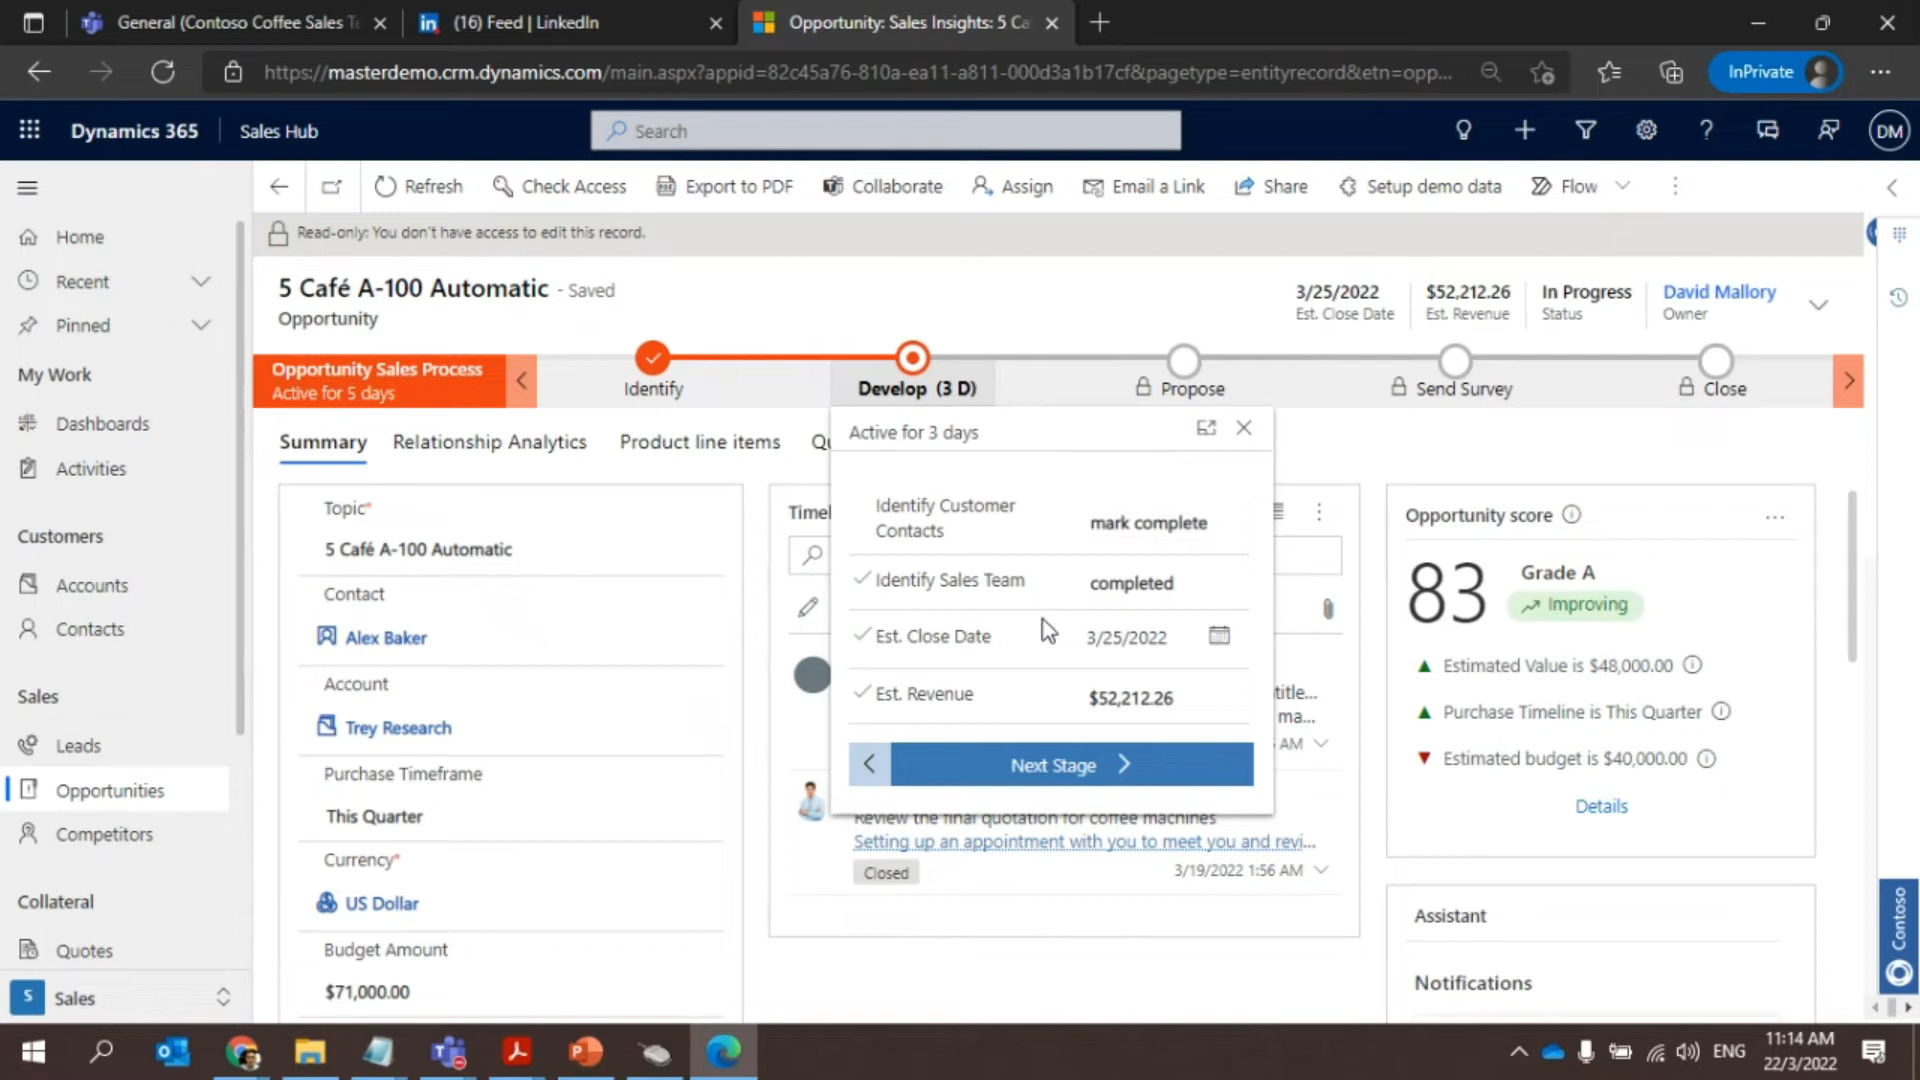 General (Contoso Coffee Sales Te
(16) Feed | LinkedIn
Opportunity: Sales Insights: 5 Ca
https://masterdemo.crm.dynamics.com/main.aspx?appid=82c45a76-810a-ea11-a811-000d3a1b17cf&pagetype=entityrecord&etn=opp...
InPrivate
Dynamics 365
Sales Hub
Search
DM
Refresh
Check Access
Export to PDF
Collaborate
Assign
Email a Link
Share
Setup demo data
Flow
Read-only: You don't have access to edit this record.
Home
Recent
Pinned
My Work
Dashboards
Activities
Customers
Accounts
Contacts
Sales
Leads
Opportunities
Competitors
Collateral
Quotes
S
Sales
5 Café A-100 Automatic - Saved
Opportunity
3/25/2022
Est. Close Date
$52,212.26
Est. Revenue
In Progress
Status
David Mallory
Owner
Opportunity Sales Process
Active for 5 days
Identify
Develop (3 D)
Propose
Send Survey
Close
Summary
Relationship Analytics
Product line items
Qu
Topic*
5 Café A-100 Automatic
Contact
Alex Baker
Account
Trey Research
Purchase Timeframe
This Quarter
Currency*
US Dollar
Budget Amount
$71,000.00
Active for 3 days
Identify Customer
Contacts
mark complete
Identify Sales Team
completed
Est. Close Date
3/25/2022
Est. Revenue
$52,212.26
Next Stage
Timel
title...
ma...
AM
Review the final quotation for coffee machines
Setting up an appointment with you to meet you and revi...
Closed
3/19/2022 1:56 AM
Opportunity score
83
Grade A
Improving
Estimated Value is $48,000.00
Purchase Timeline is This Quarter
Estimated budget is $40,000.00
Details
Assistant
Notifications
Contoso
ENG
11:14 AM
22/3/2022